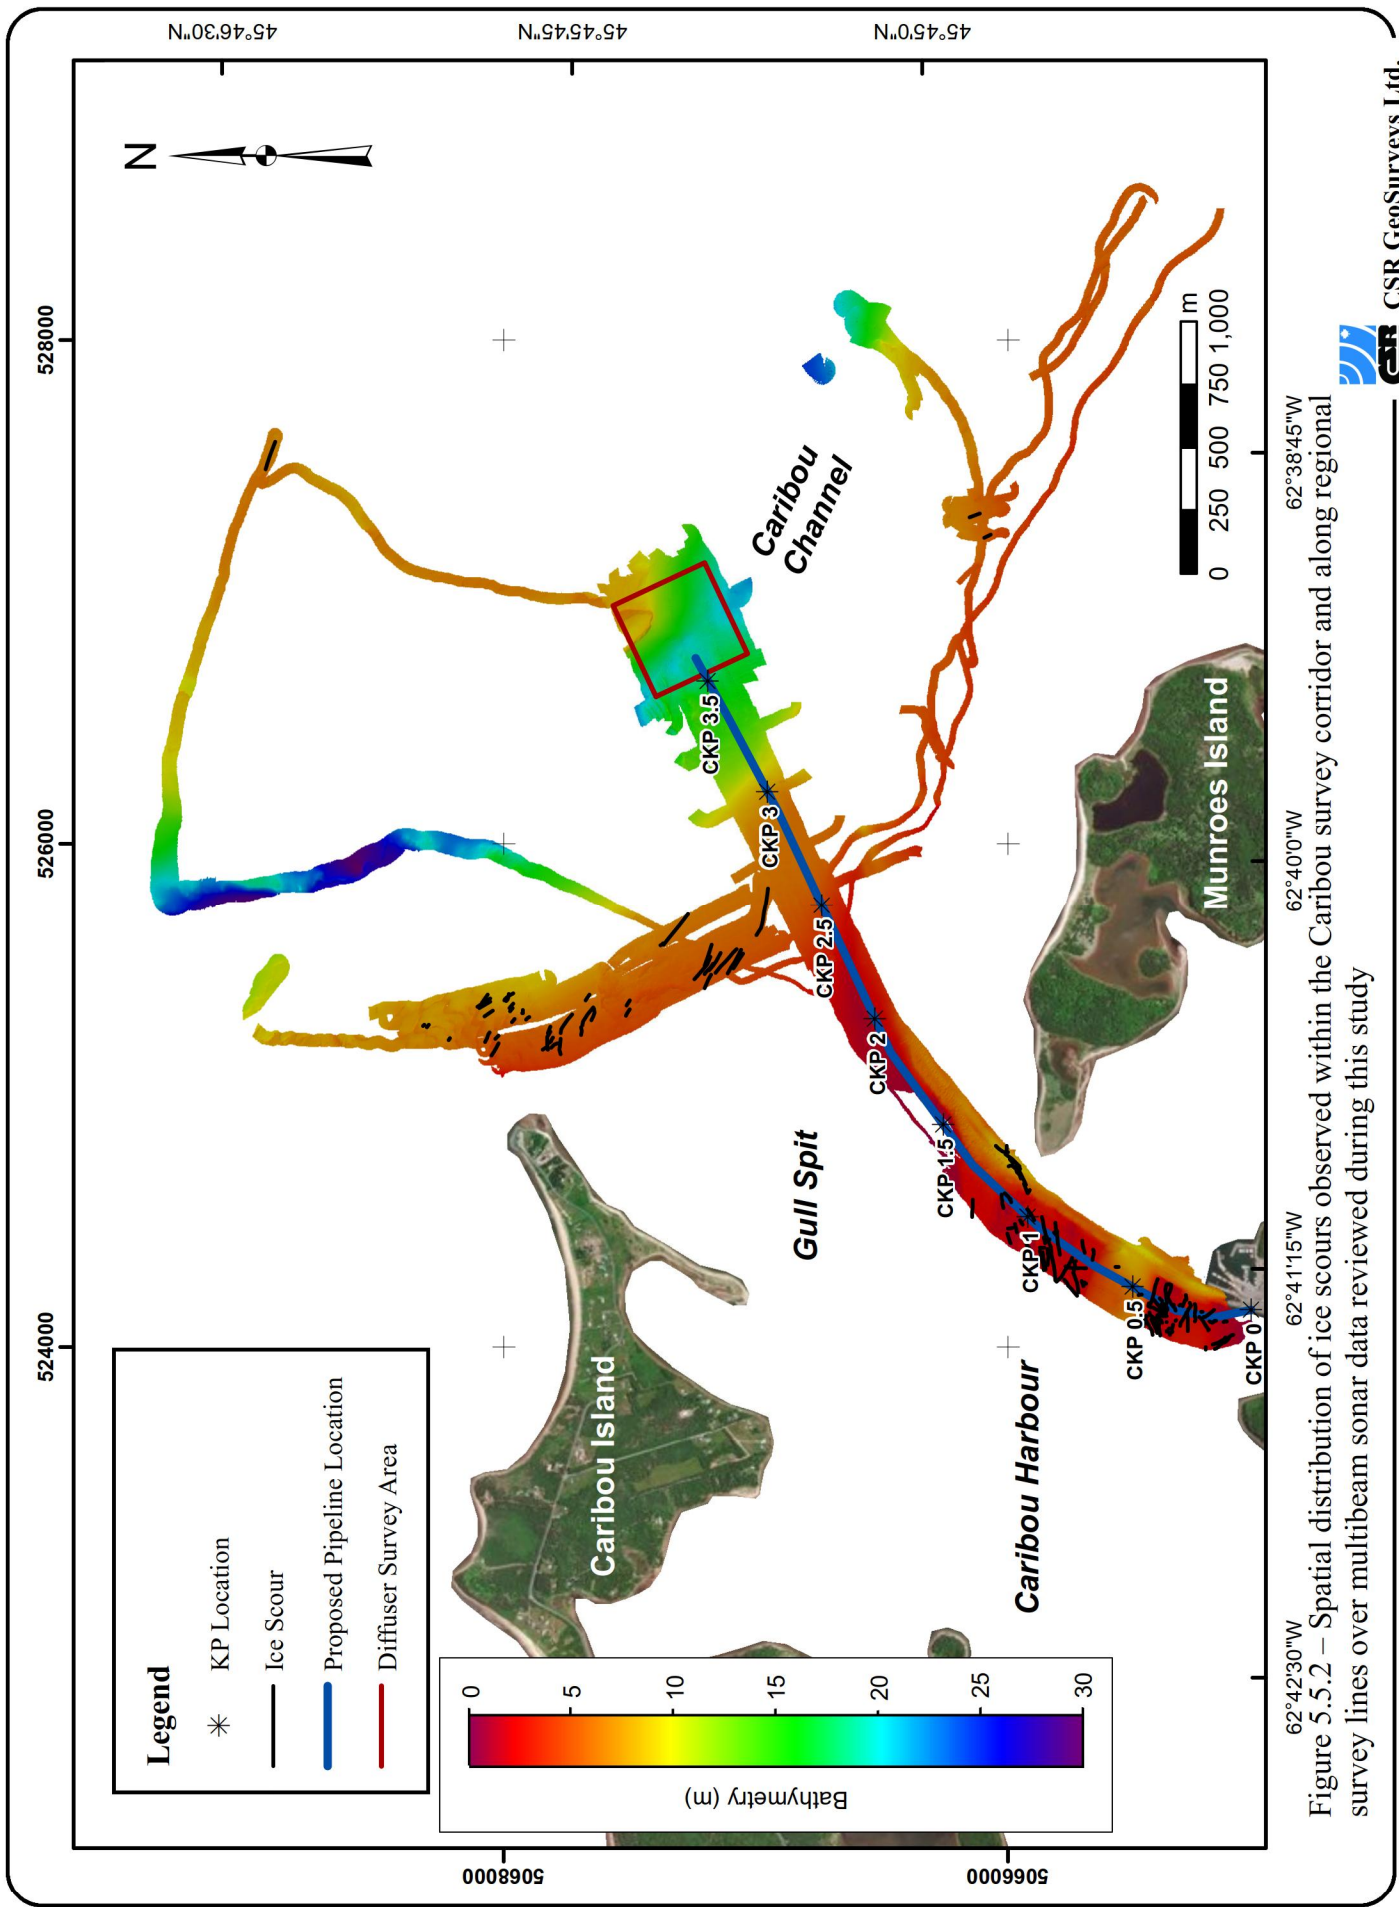 528000
526000
524000
45°46'30"N
45°45'45"N
45°45'0"N
N
Legend
KP Location
Ice Scour
Proposed Pipeline Location
Diffuser Survey Area
Bathymetry (m)
0
5
10
15
20
25
30
Caribou Island
Gull Spit
Caribou Harbour
Caribou
Channel
Munroes Island
CKP 3.5
CKP 3
CKP 2.5
CKP 2
CKP 1.5
CKP 1
CKP 0.5
CKP 0
0 250 500 750 1,000
m
5068000
5066000
62°42'30"W
62°41'15"W
62°40'0"W
62°38'45"W
Figure 5.5.2 – Spatial distribution of ice scours observed within the Caribou survey corridor and along regional
survey lines over multibeam sonar data reviewed during this study
CSR
CSR GeoSurveys Ltd.